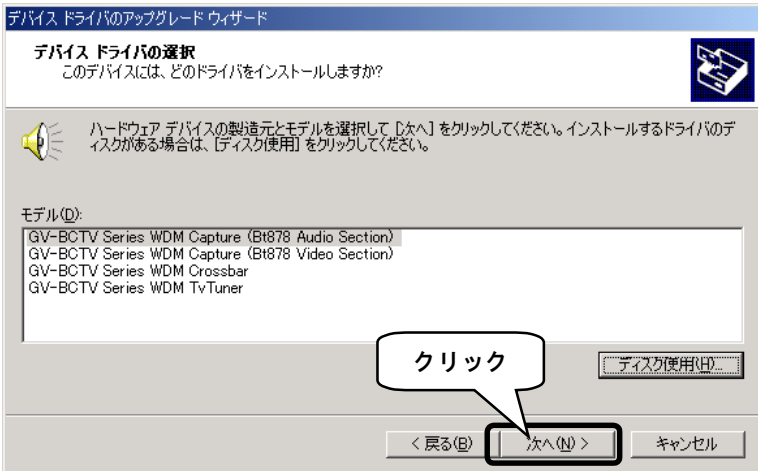 デバイス ドライバのアップグレード ウィザード
デバイス ドライバの選択
このデバイスには、どのドライバをインストールしますか?
ハードウェア デバイスの製造元とモデルを選択して [次へ] をクリックしてください。インストールするドライバのデ
ィスクがある場合は、[ディスク使用] をクリックしてください。
モデル(D):
GV-BCTV Series WDM Capture (Bt878 Audio Section)
GV-BCTV Series WDM Capture (Bt878 Video Section)
GV-BCTV Series WDM Crossbar
GV-BCTV Series WDM TvTuner
クリック
ディスク使用(H)...
< 戻る(B)
次へ(N) >
キャンセル